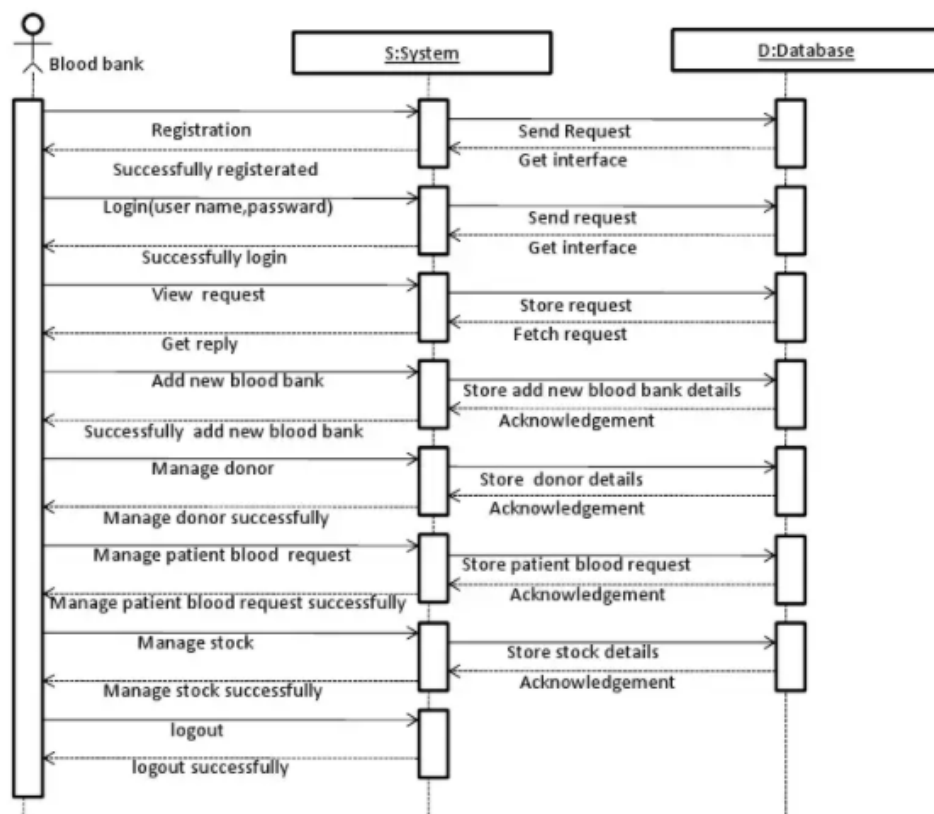 Blood bank
S:System
D:Database
Registration
Send Request
Get interface
Successfully registerated
Login(user name,passward)
Send request
Get interface
Successfully login
View request
Store request
Fetch request
Get reply
Add new blood bank
Store add new blood bank details
Acknowledgement
Successfully add new blood bank
Manage donor
Store donor details
Acknowledgement
Manage donor successfully
Manage patient blood request
Store patient blood request
Acknowledgement
Manage patient blood request successfully
Manage stock
Store stock details
Acknowledgement
Manage stock successfully
logout
logout successfully